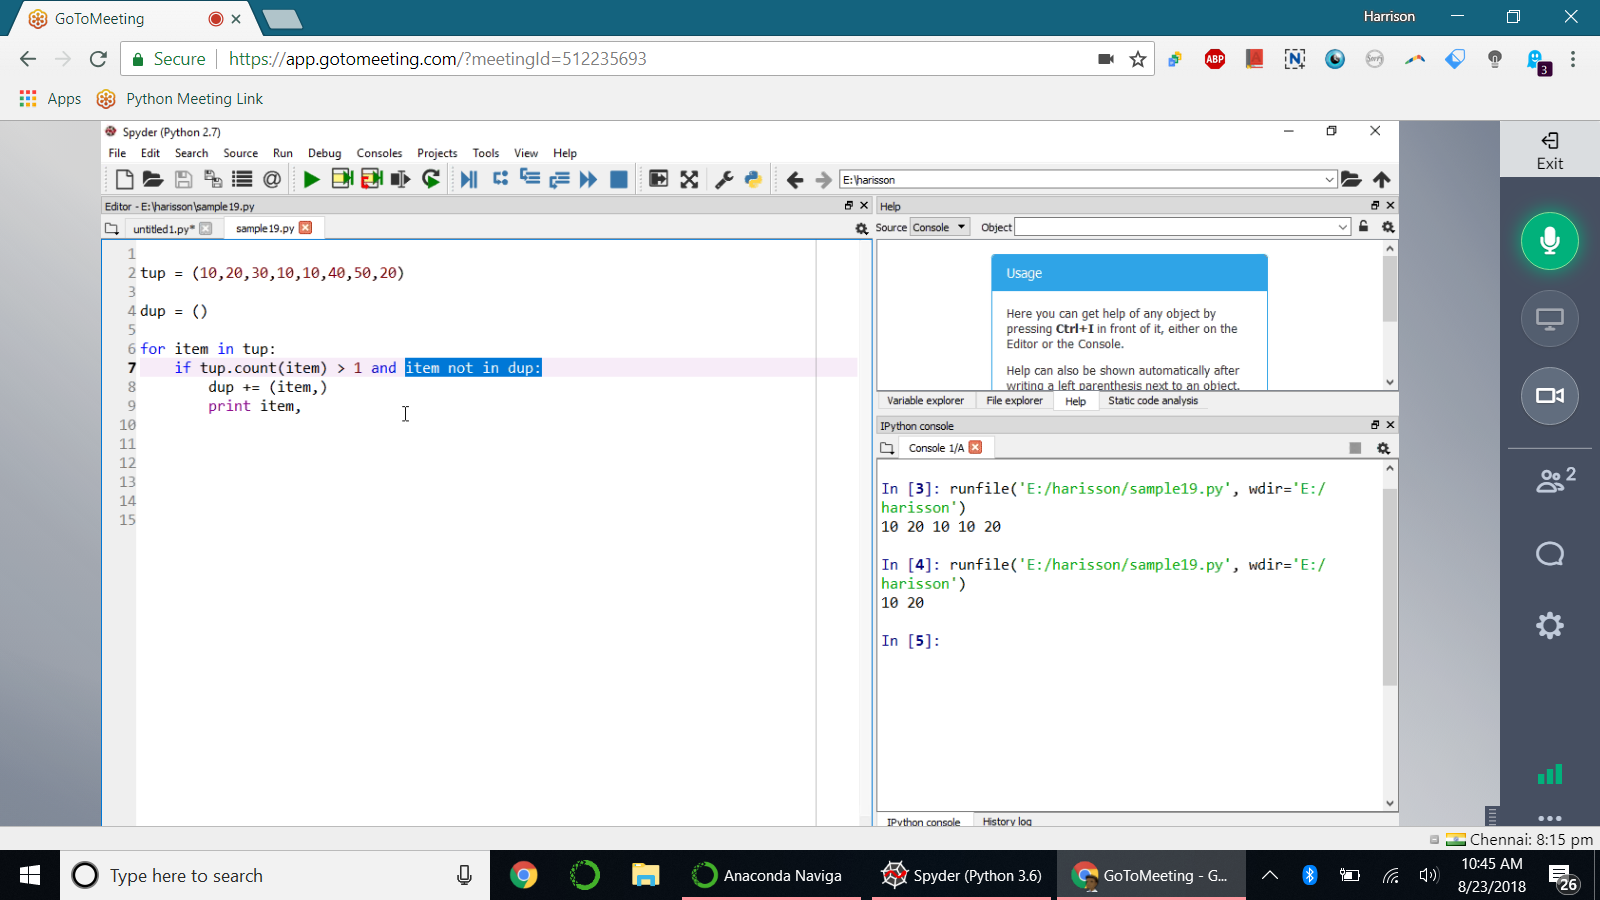 GoToMeeting
Harrison
Secure
https://app.gotomeeting.com/?meetingId=512235693
ABP
3
Apps
Python Meeting Link
Spyder (Python 2.7)
File Edit Search Source Run Debug Consoles Projects Tools View Help
E:\harisson
Editor - E:\harisson\sample19.py
Help
untitled1.py*
sample19.py
Source Console Object
1
2 tup = (10,20,30,10,10,40,50,20)
3
4 dup = ()
5
6 for item in tup:
7 if tup.count(item) > 1 and item not in dup:
8 dup += (item,)
9 print item,
10
11
12
13
14
15
Usage
Here you can get help of any object by
pressing Ctrl+I in front of it, either on the
Editor or the Console.
Help can also be shown automatically after
writing a left parenthesis next to an object.
Variable explorer File explorer Help Static code analysis
IPython console
Console 1/A
In [3]: runfile('E:/harisson/sample19.py', wdir='E:/
harisson')
10 20 10 10 20
In [4]: runfile('E:/harisson/sample19.py', wdir='E:/
harisson')
10 20
In [5]:
IPython console History log
Exit
2
Chennai: 8:15 pm
Type here to search
Anaconda Naviga
Spyder (Python 3.6)
GoToMeeting - G...
10:45 AM
8/23/2018
26